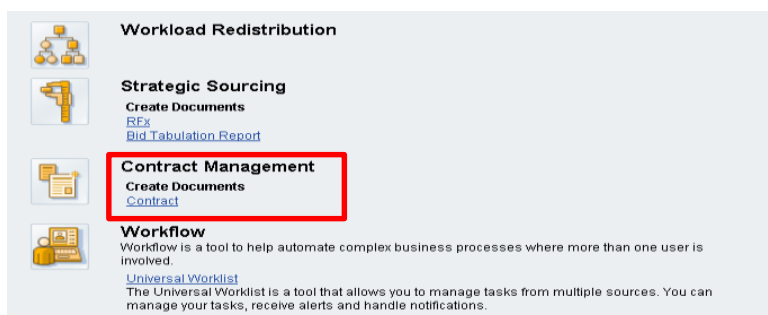 Workload Redistribution
Strategic Sourcing
Create Documents
RFx
Bid Tabulation Report
Contract Management
Create Documents
Contract
Workflow
Workflow is a tool to help automate complex business processes where more than one user is
involved.
Universal Worklist
The Universal Worklist is a tool that allows you to manage tasks from multiple sources. You can
manage your tasks, receive alerts and handle notifications.